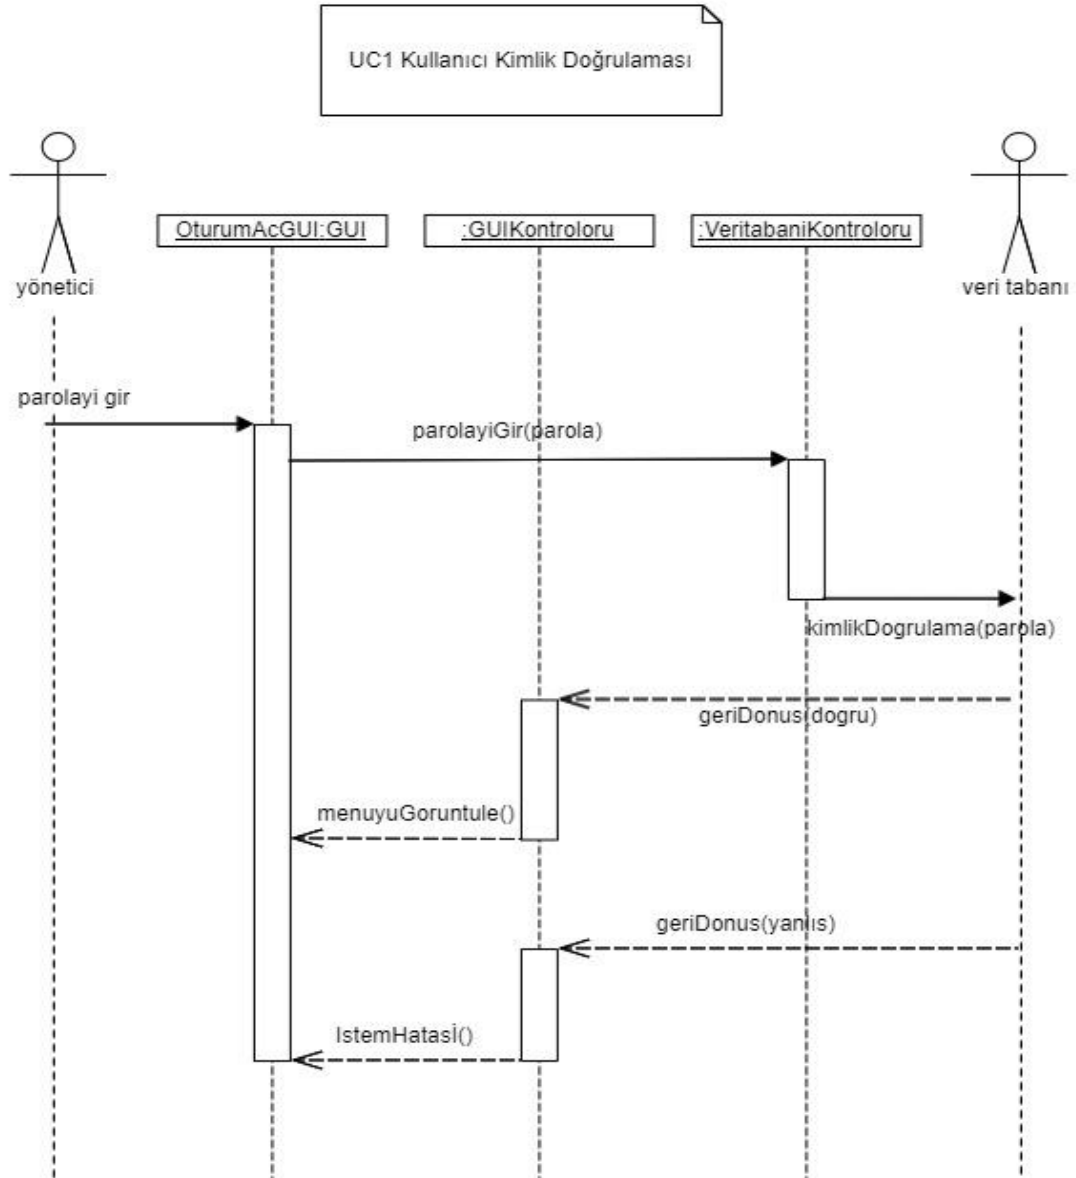 UC1 Kullanıcı Kimlik Doğrulaması
OturumAcGUI:GUI
:GUIKontroloru
:VeritabaniKontroloru
yönetici
veri tabanı
parolayi gir
parolayiGir(parola)
kimlikDogrulama(parola)
geriDonus(dogru)
menuyuGoruntule()
geriDonus(yanlıs)
IstemHatasİ()